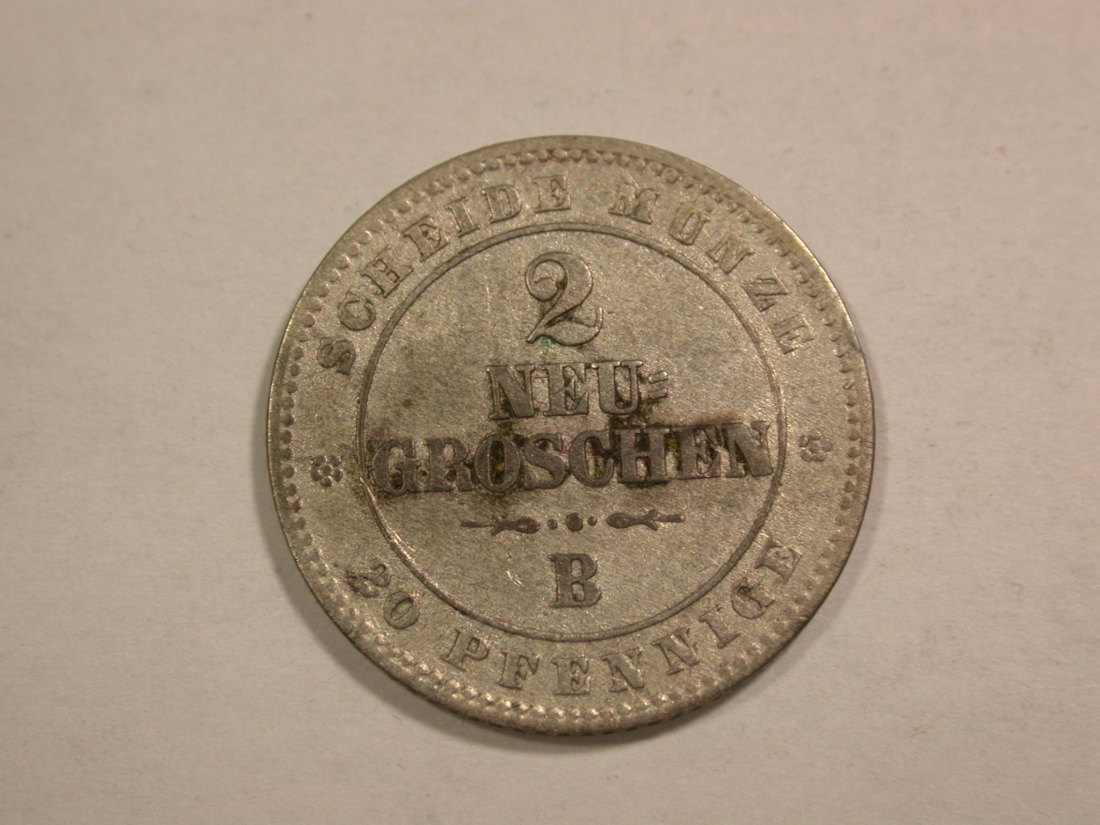 SCHEIDE MÜNZE
2
NEU=
GROSCHEN
B
20 PFENNIGE